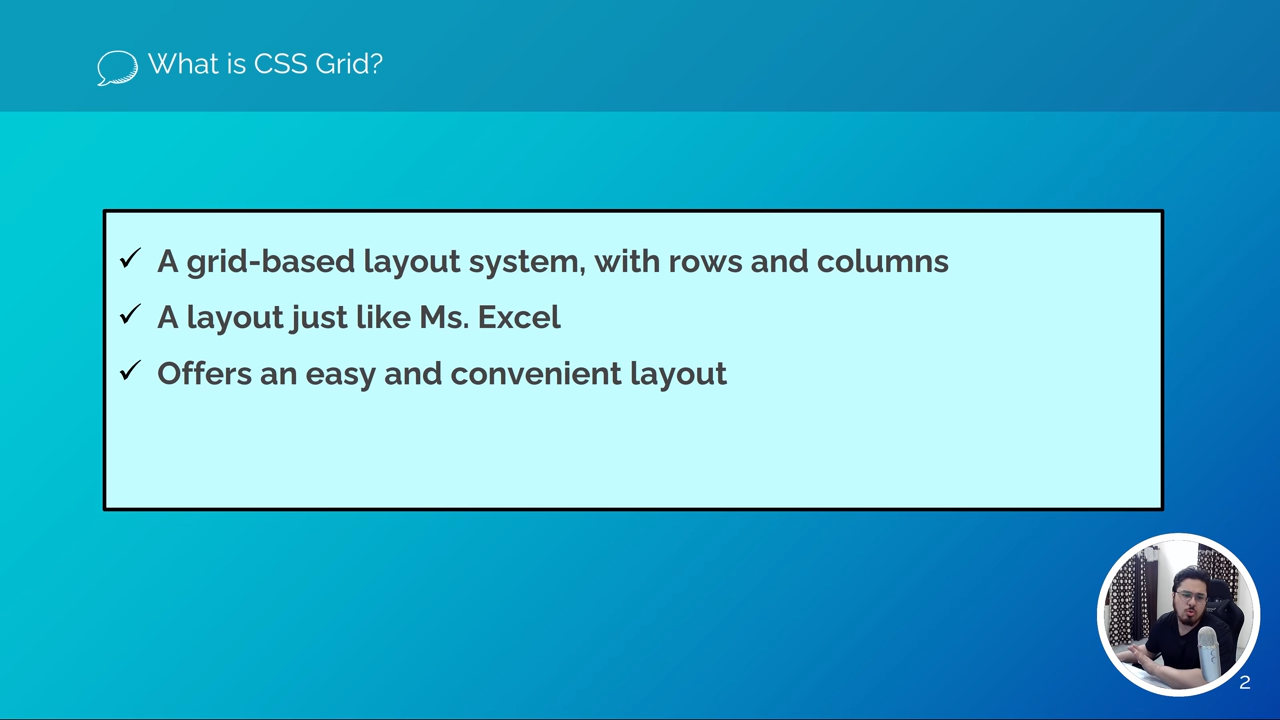 What is CSS Grid?
✓ A grid-based layout system, with rows and columns
✓ A layout just like Ms. Excel
✓ Offers an easy and convenient layout
2